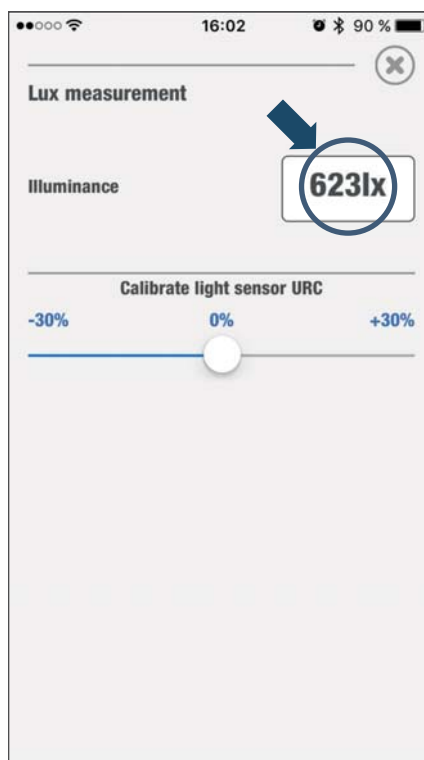 16:02 90 %
Lux measurement
Illuminance 623lx
Calibrate light sensor URC
-30% 0% +30%